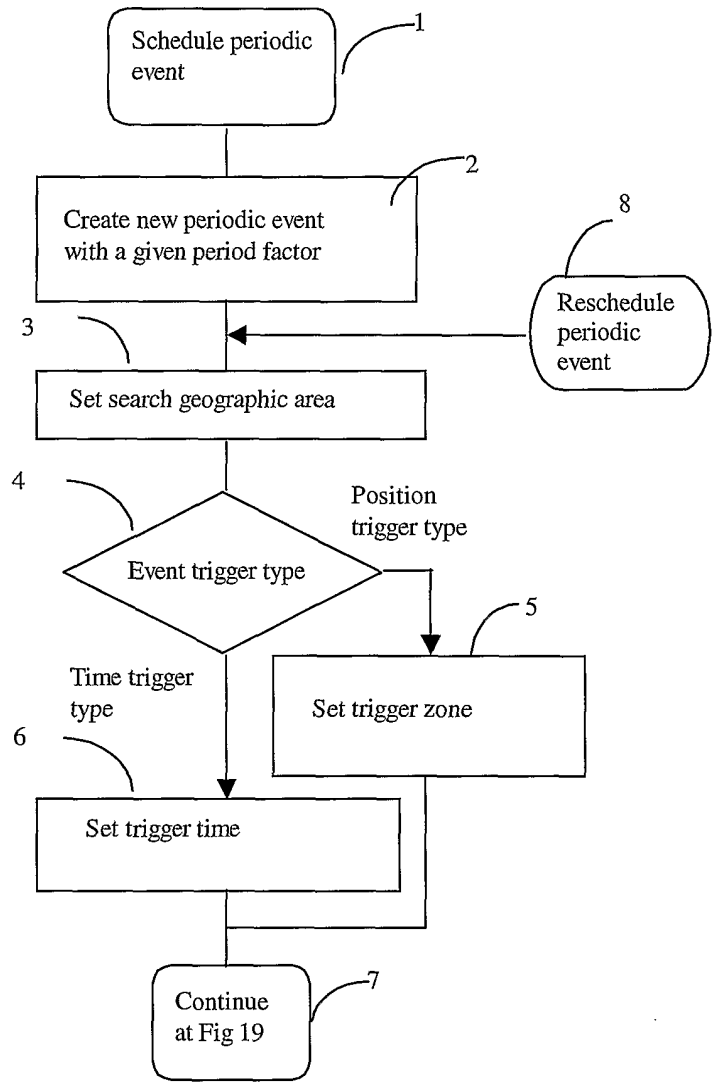 Schedule periodic
event
1
Create new periodic event
with a given period factor
2
8
Reschedule
periodic
event
3
Set search geographic area
4
Event trigger type
Position
trigger type
5
Set trigger zone
Time trigger
type
6
Set trigger time
Continue
at Fig 19
7